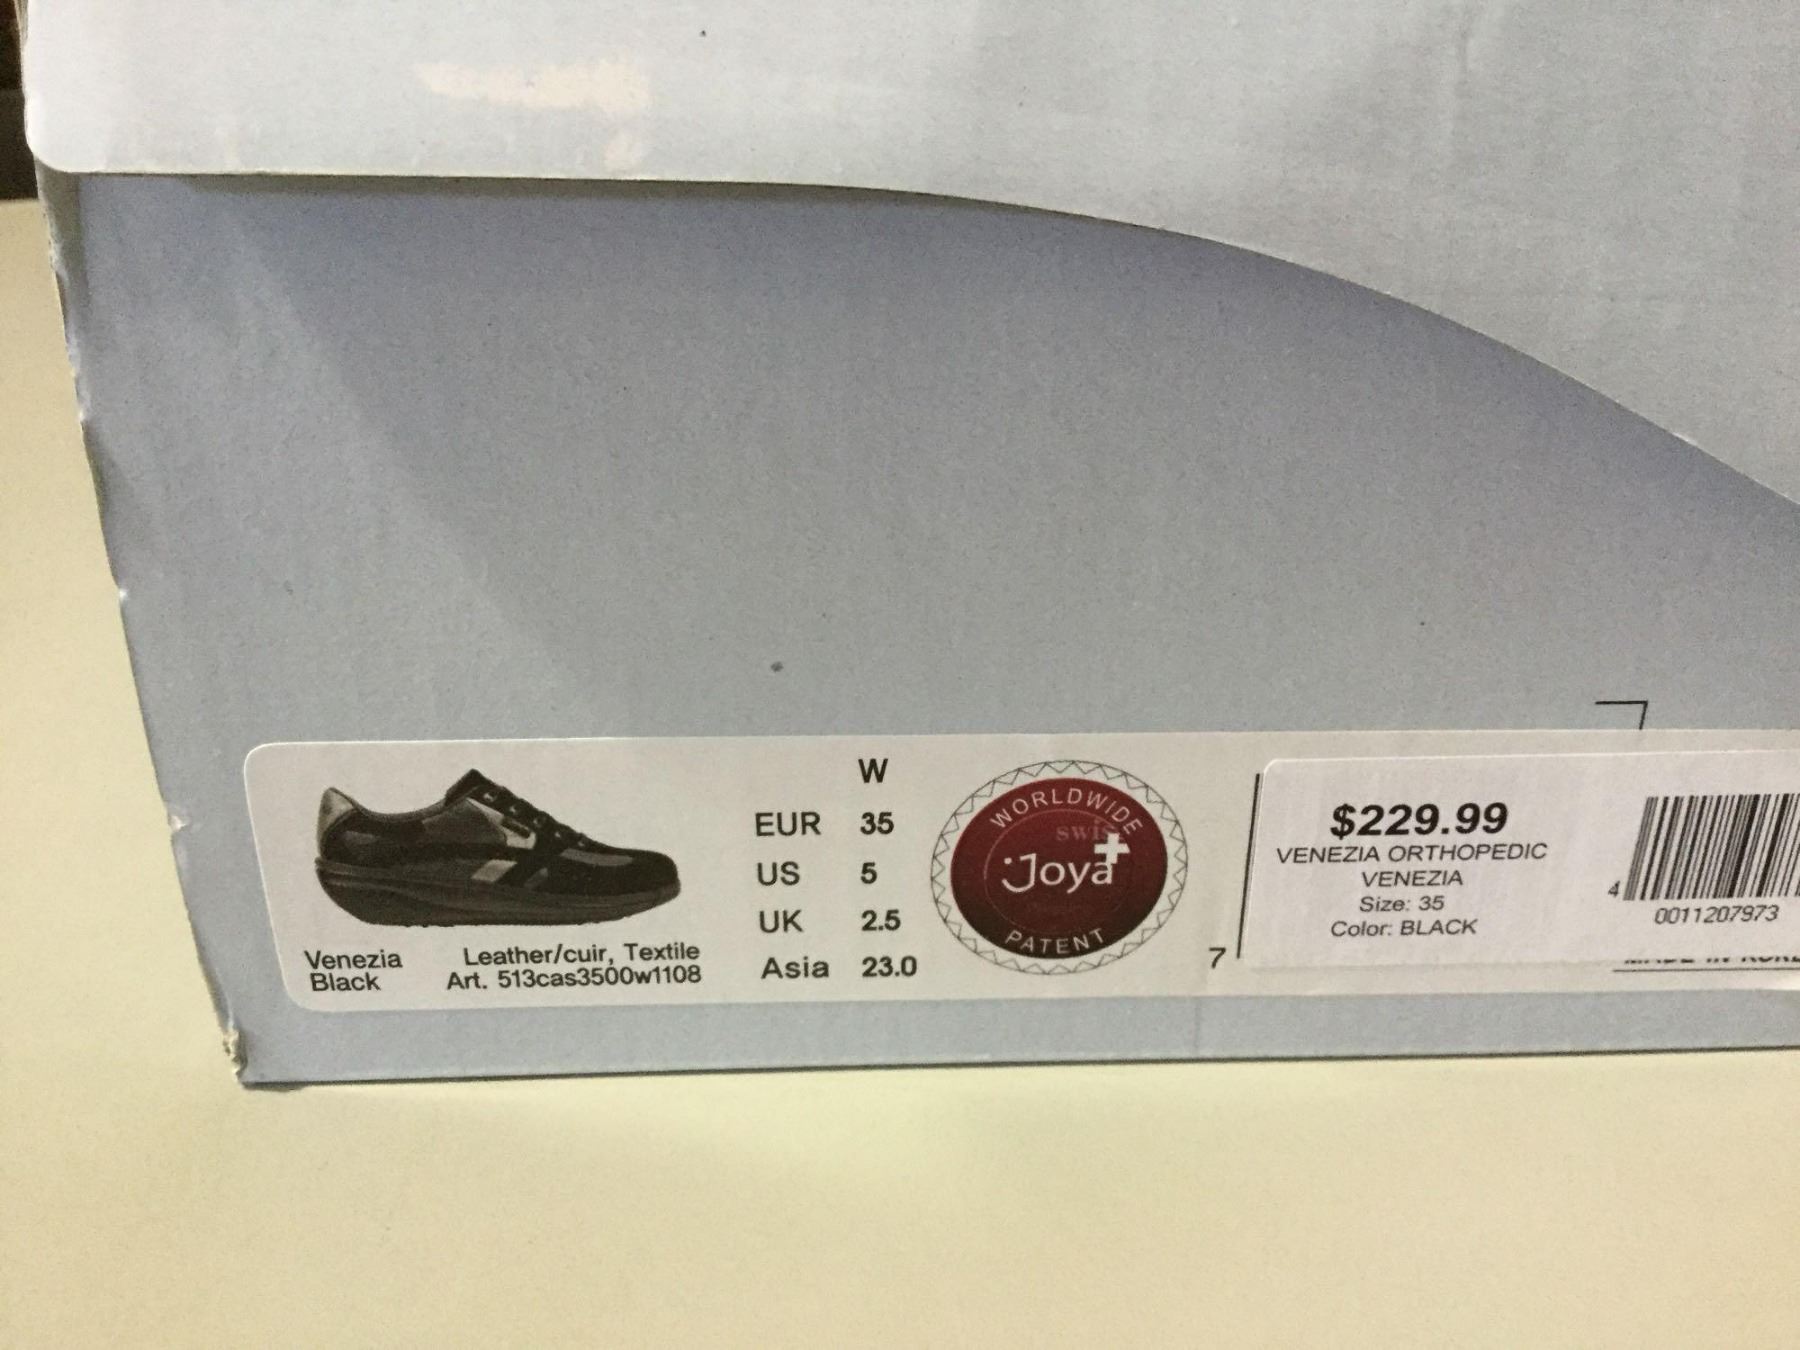 Venezia
Black
Leather/cuir, Textile
Art. 513cas3500w1108
W
EUR 35
US 5
UK 2.5
Asia 23.0
WORLDWIDE
Joya
PATENT
7
$229.99
VENEZIA ORTHOPEDIC
VENEZIA
Size: 35
Color: BLACK
4
0011207973